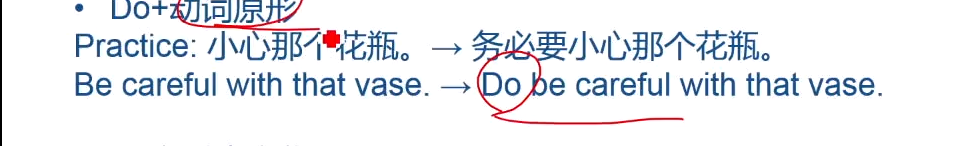 • Do+动词原形
Practice: 小心那个花瓶。→ 务必要小心那个花瓶。
Be careful with that vase. → Do be careful with that vase.